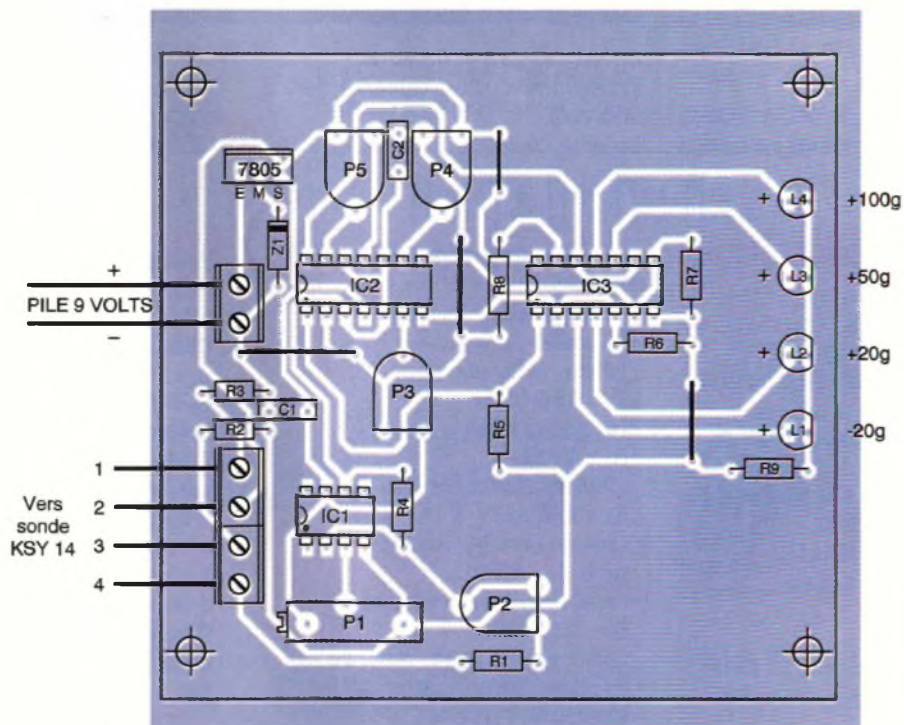 P5
C2
P4
7805
E M S
Z1
L4
+
+100g
IC2
R8
IC3
R7
L3
+
+50g
+
PILE 9 VOLTS
−
R6
L2
+
+20g
P3
R3
C1
R2
R5
L1
+
-20g
R9
1
Vers
sonde
KSY 14
2
3
4
IC1
R4
P1
P2
R1